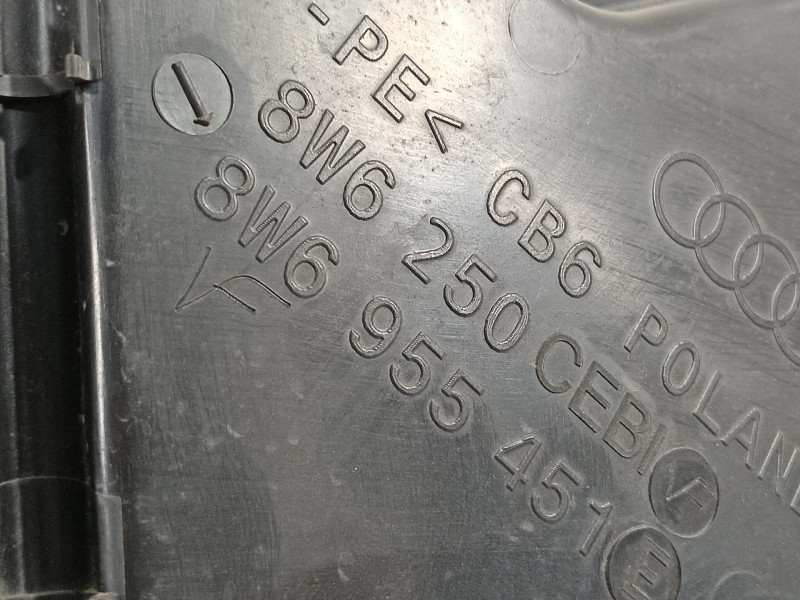 -PE<
CB6 POLAN
8W6 250 CEBI F
8W6 955 451 E